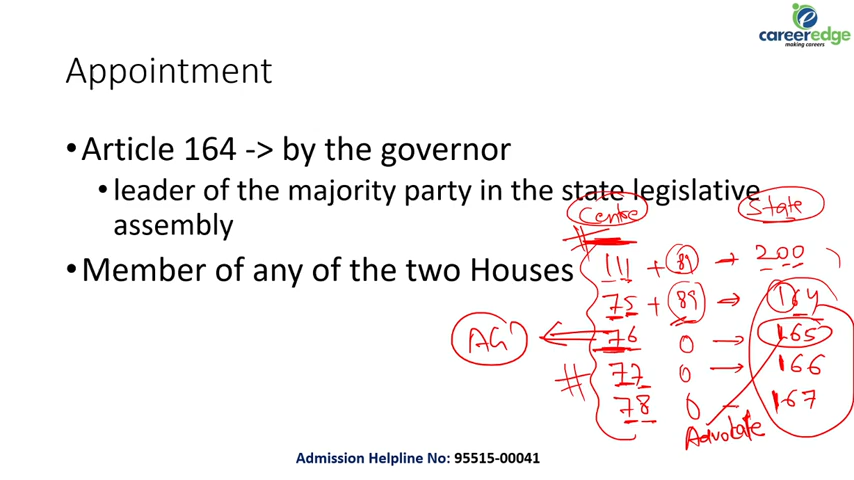 careeredge
making careers
Appointment
•Article 164 -> by the governor
•leader of the majority party in the state legislative
assembly
Centre State
•Member of any of the two Houses
# 111 + 89 → 200
75 + 89 → 164
AG 76 0 → 165
# 77 0 → 166
78 0 – 167
Advocate
Admission Helpline No: 95515-00041